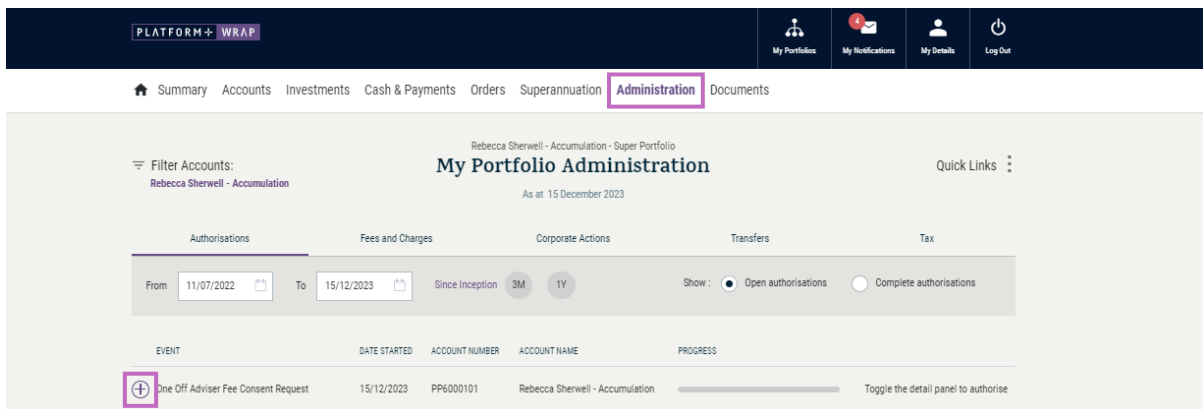 PLATFORM+ WRAP
4
My Portfolios My Notifications My Details Log Out
Summary Accounts Investments Cash & Payments Orders Superannuation Administration Documents
Rebecca Sherwell - Accumulation - Super Portfolio
Filter Accounts: My Portfolio Administration Quick Links
Rebecca Sherwell - Accumulation
As at 15 December 2023
Authorisations Fees and Charges Corporate Actions Transfers Tax
From 11/07/2022 To 15/12/2023 Since Inception 3M 1Y Show : Open authorisations Complete authorisations
EVENT DATE STARTED ACCOUNT NUMBER ACCOUNT NAME PROGRESS
One Off Adviser Fee Consent Request 15/12/2023 PP6000101 Rebecca Sherwell - Accumulation Toggle the detail panel to authorise